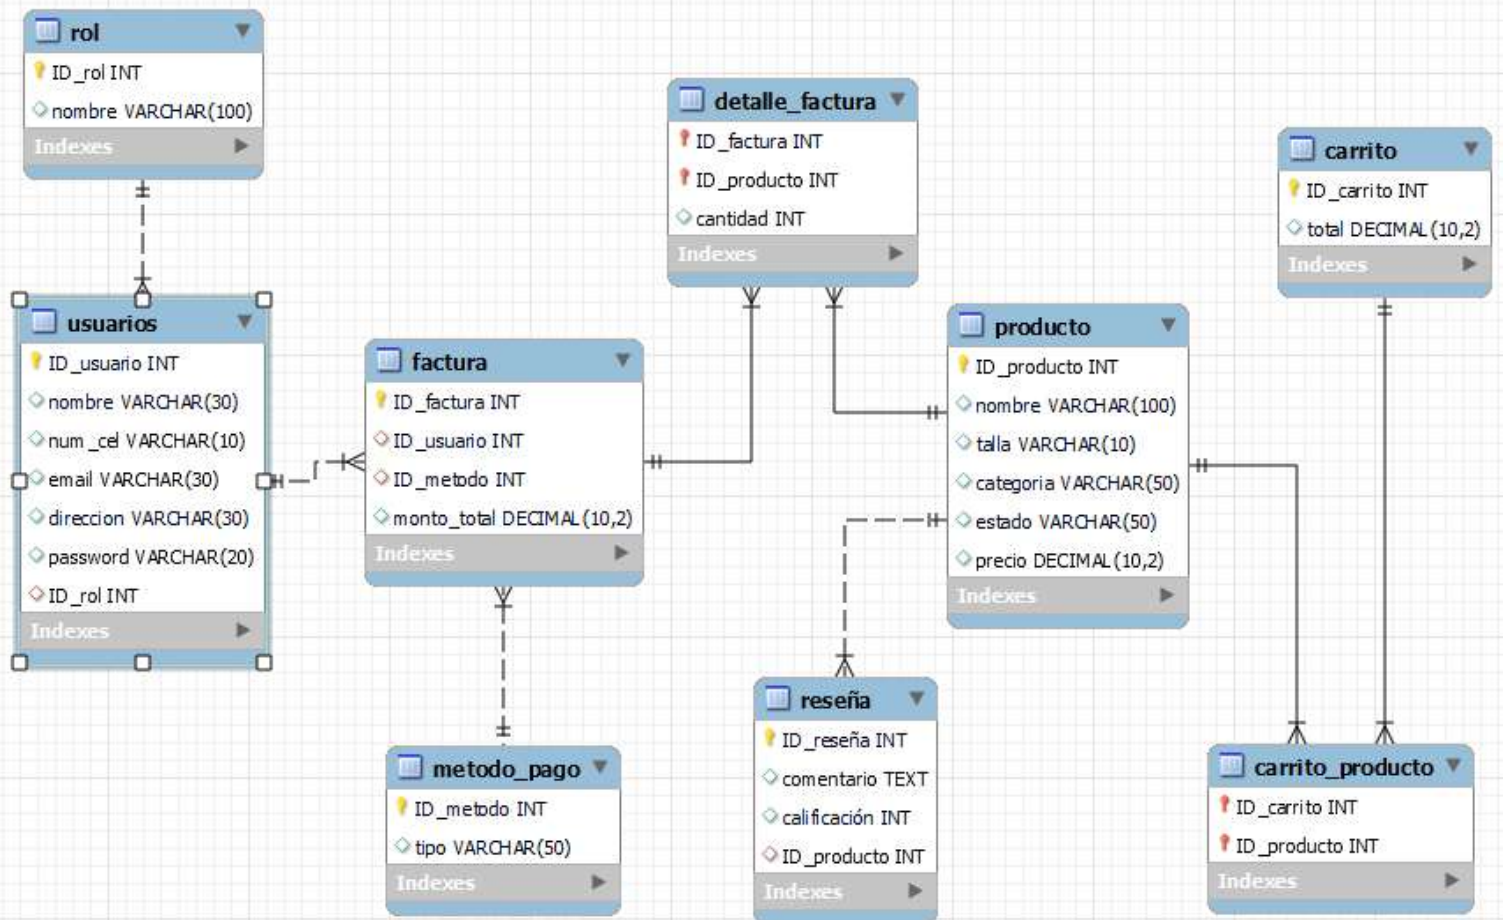 rol
ID_rol INT
nombre VARCHAR(100)
Indexes
usuarios
ID_usuario INT
nombre VARCHAR(30)
num_cel VARCHAR(10)
email VARCHAR(30)
direccion VARCHAR(30)
password VARCHAR(20)
ID_rol INT
Indexes
factura
ID_factura INT
ID_usuario INT
ID_metodo INT
monto_total DECIMAL(10,2)
Indexes
metodo_pago
ID_metodo INT
tipo VARCHAR(50)
Indexes
detalle_factura
ID_factura INT
ID_producto INT
cantidad INT
Indexes
producto
ID_producto INT
nombre VARCHAR(100)
talla VARCHAR(10)
categoria VARCHAR(50)
estado VARCHAR(50)
precio DECIMAL(10,2)
Indexes
reseña
ID_reseña INT
comentario TEXT
calificación INT
ID_producto INT
Indexes
carrito
ID_carrito INT
total DECIMAL(10,2)
Indexes
carrito_producto
ID_carrito INT
ID_producto INT
Indexes